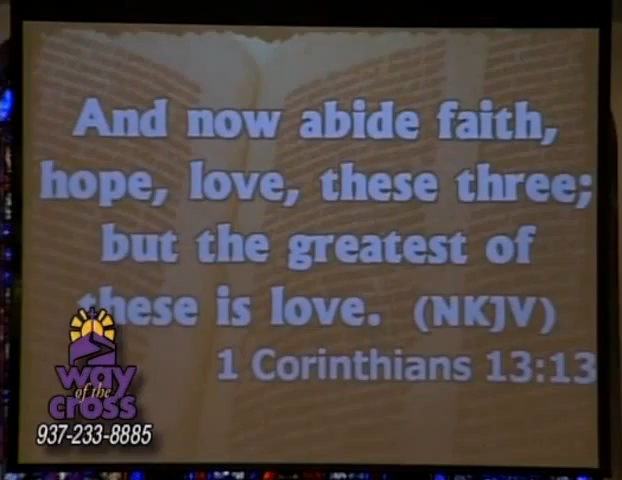 And now abide faith,
hope, love, these three;
but the greatest of
these is love. (NKJV)
1 Corinthians 13:13
way
of the
cross
937-233-8885